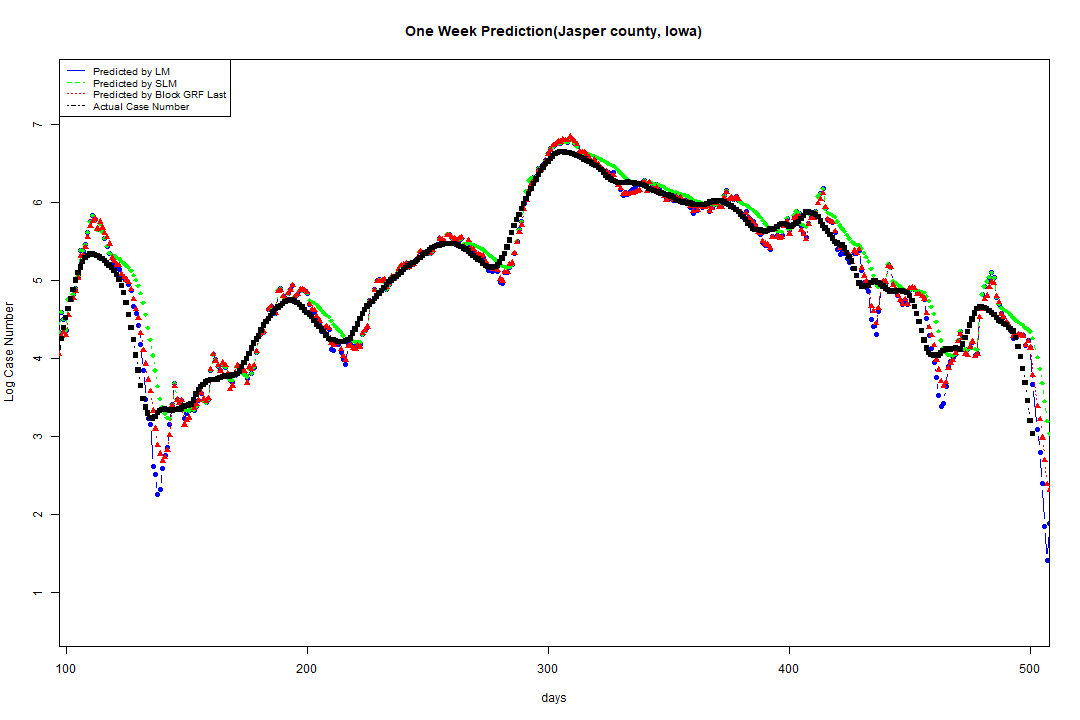 One Week Prediction(Jasper county, Iowa)
Predicted by LM
Predicted by SLM
Predicted by Block GRF Last
Actual Case Number
7
6
5
4
3
2
1
Log Case Number
100 200 300 400 500
days